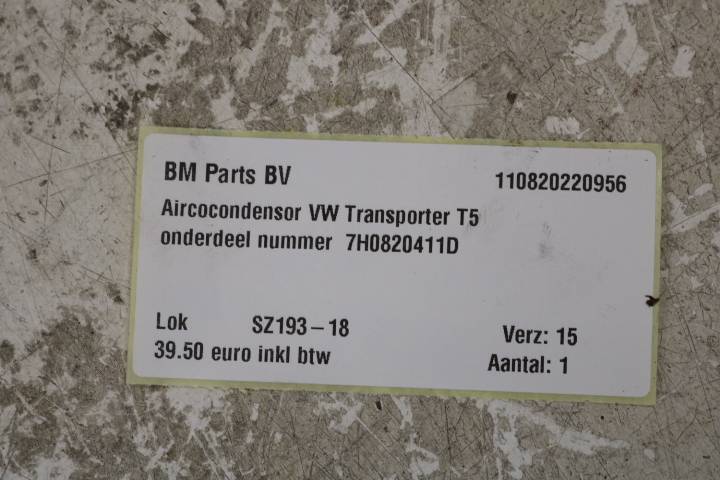 BM Parts BV 110820220956
Aircocondensor VW Transporter T5
onderdeel nummer 7H0820411D
Lok SZ193-18 Verz: 15
39.50 euro inkl btw Aantal: 1